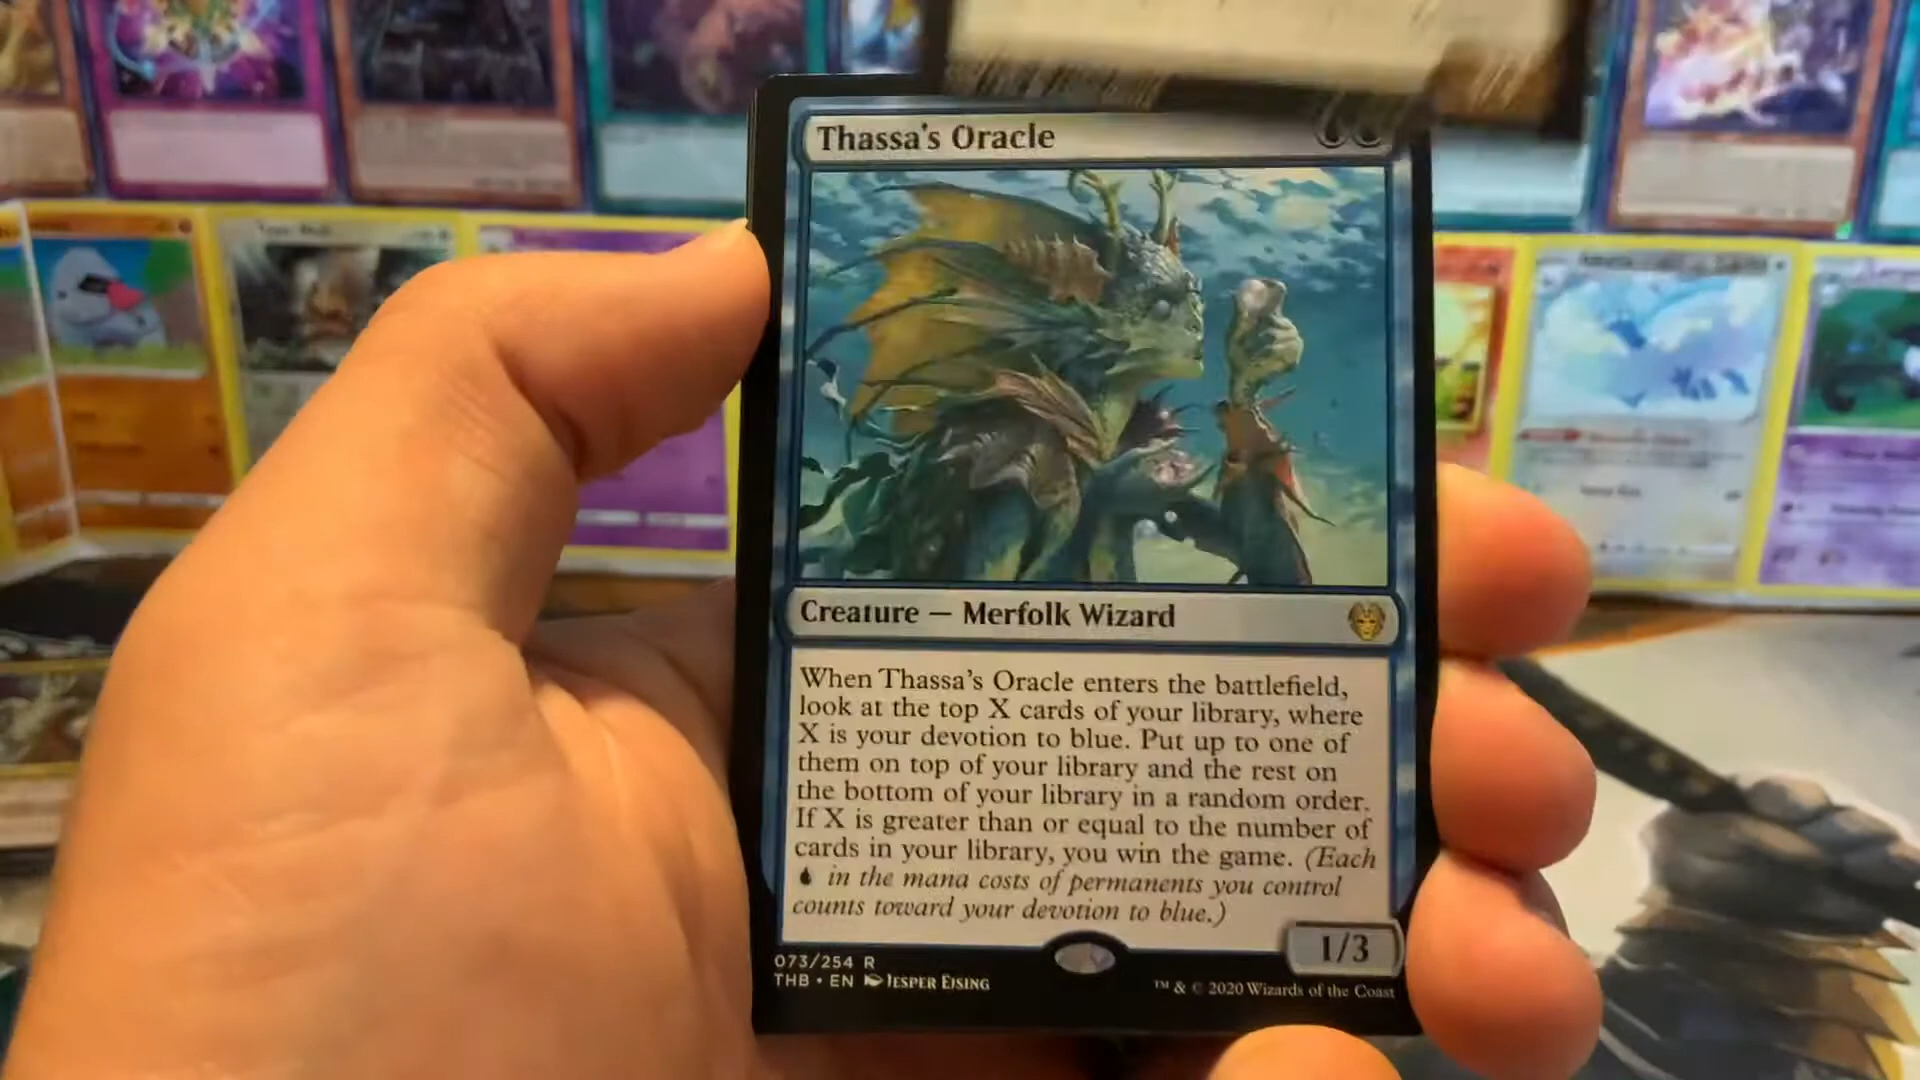 Thassa's Oracle
Creature — Merfolk Wizard
When Thassa's Oracle enters the battlefield,
look at the top X cards of your library, where
X is your devotion to blue. Put up to one of
them on top of your library and the rest on
the bottom of your library in a random order.
If X is greater than or equal to the number of
cards in your library, you win the game. (Each
in the mana costs of permanents you control
counts toward your devotion to blue.)
1/3
073/254 R
THB • EN JESPER EJSING
™ & © 2020 Wizards of the Coast